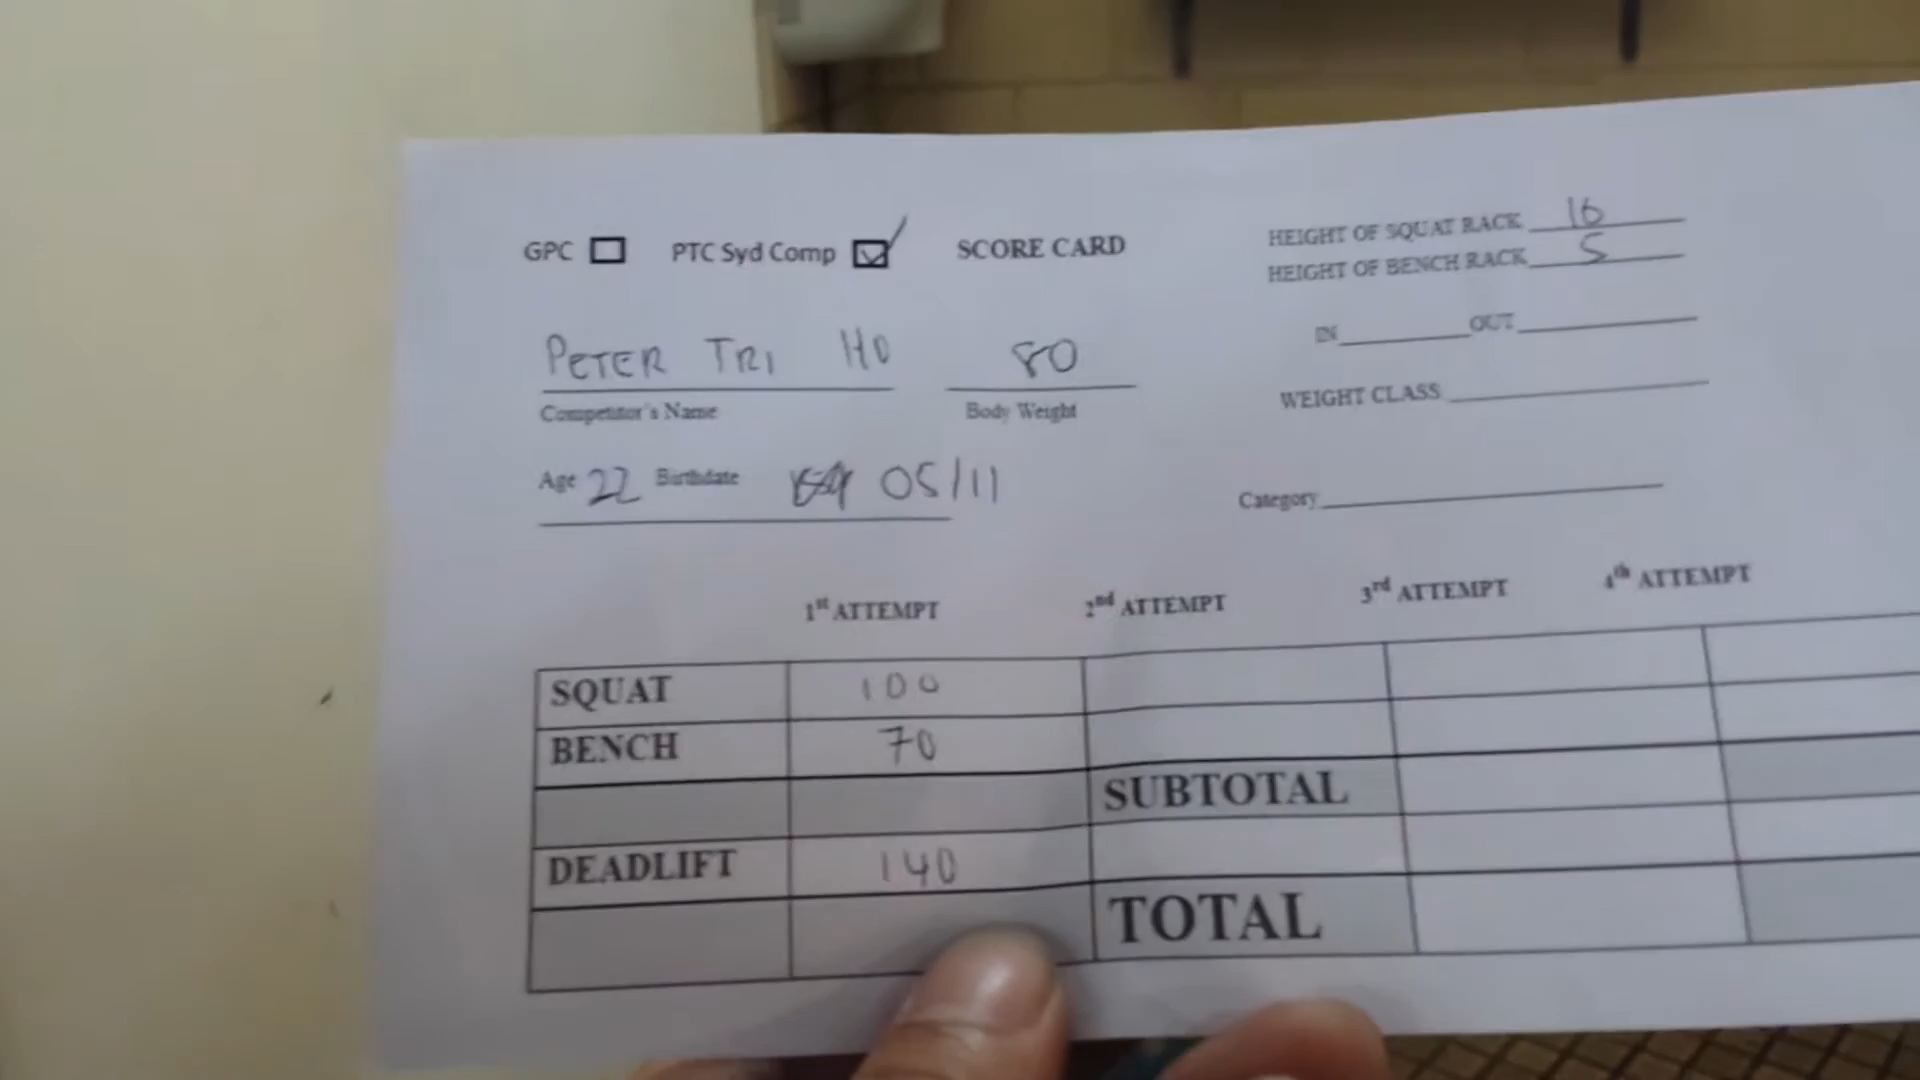 GPC PTC Syd Comp SCORE CARD
HEIGHT OF SQUAT RACK 16
HEIGHT OF BENCH RACK 5
IN OUT
PETER TRI HO 80
Competitor's Name Body Weight
WEIGHT CLASS
Age 22 Birthdate 05/11
Category
1st ATTEMPT 2nd ATTEMPT 3rd ATTEMPT 4th ATTEMPT
SQUAT 100
BENCH 70
SUBTOTAL
DEADLIFT 140
TOTAL